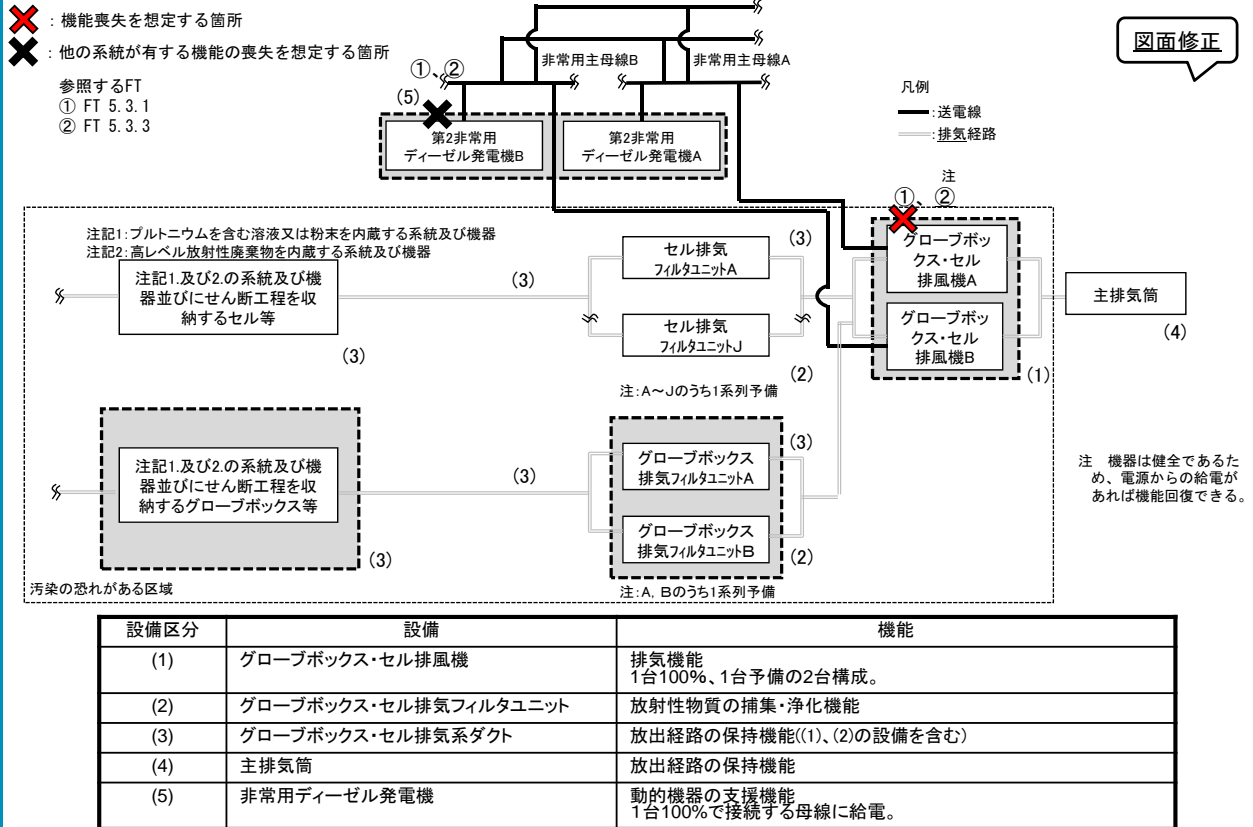 ：機能喪失を想定する箇所
：他の系統が有する機能の喪失を想定する箇所
参照するFT
① FT 5.3.1
② FT 5.3.3
図面修正
①、②
(5)
非常用主母線B
非常用主母線A
第2非常用
ディーゼル発電機B
第2非常用
ディーゼル発電機A
凡例
：送電線
：排気経路
注
①、②
注記1：プルトニウムを含む溶液又は粉末を内蔵する系統及び機器
注記2：高レベル放射性廃棄物を内蔵する系統及び機器
注記1.及び2.の系統及び機
器並びにせん断工程を収
納するセル等
(3)
(3)
セル排気
フィルタユニットA
(3)
セル排気
フィルタユニットJ
(2)
注：A～Jのうち1系列予備
グローブボッ
クス・セル
排風機A
グローブボッ
クス・セル
排風機B
(1)
主排気筒
(4)
注記1.及び2.の系統及び機
器並びにせん断工程を収
納するグローブボックス等
(3)
(3)
グローブボックス
排気フィルタユニットA
(3)
グローブボックス
排気フィルタユニットB
(2)
注：A, Bのうち1系列予備
注　機器は健全であるた
め、電源からの給電が
あれば機能回復できる。
汚染の恐れがある区域
設備区分 設備 機能
(1) グローブボックス・セル排風機 排気機能
1台100%、1台予備の2台構成。
(2) グローブボックス・セル排気フィルタユニット 放射性物質の捕集・浄化機能
(3) グローブボックス・セル排気系ダクト 放出経路の保持機能((1)、(2)の設備を含む)
(4) 主排気筒 放出経路の保持機能
(5) 非常用ディーゼル発電機 動的機器の支援機能
1台100%で接続する母線に給電。